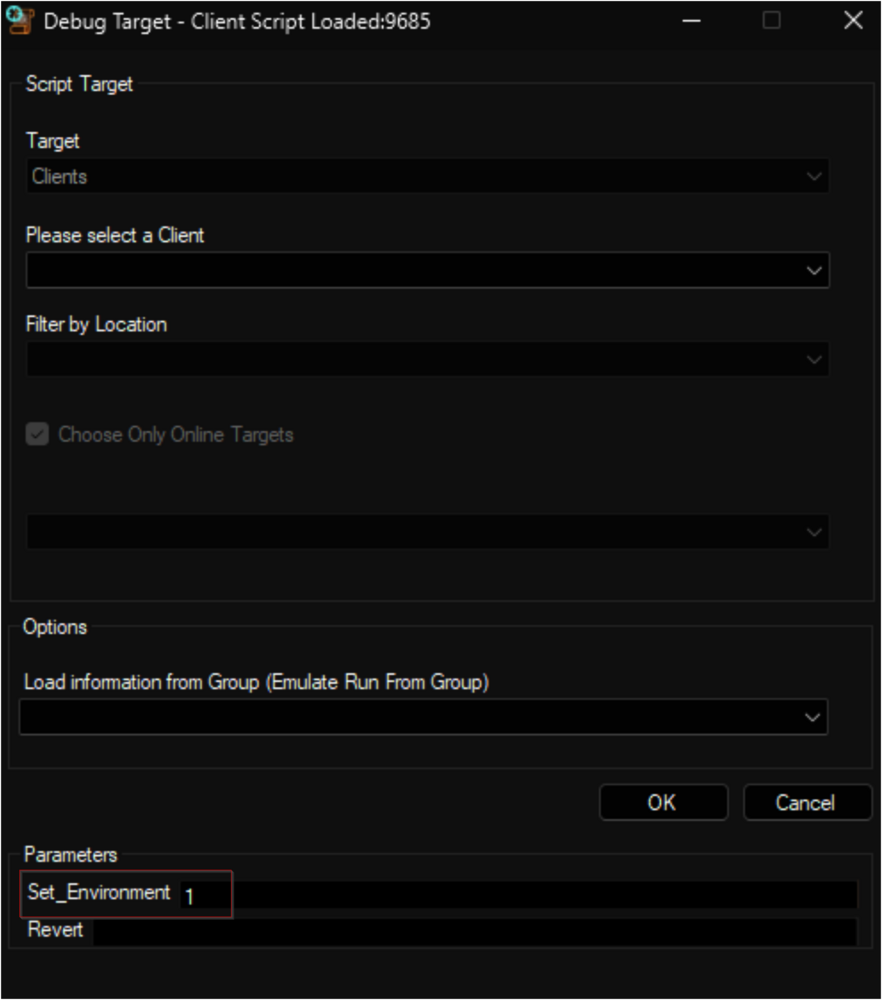 Debug Target - Client Script Loaded:9685
Script Target
Target
Clients
Please select a Client
Filter by Location
Choose Only Online Targets
Options
Load information from Group (Emulate Run From Group)
OK Cancel
Parameters
Set_Environment 1
Revert